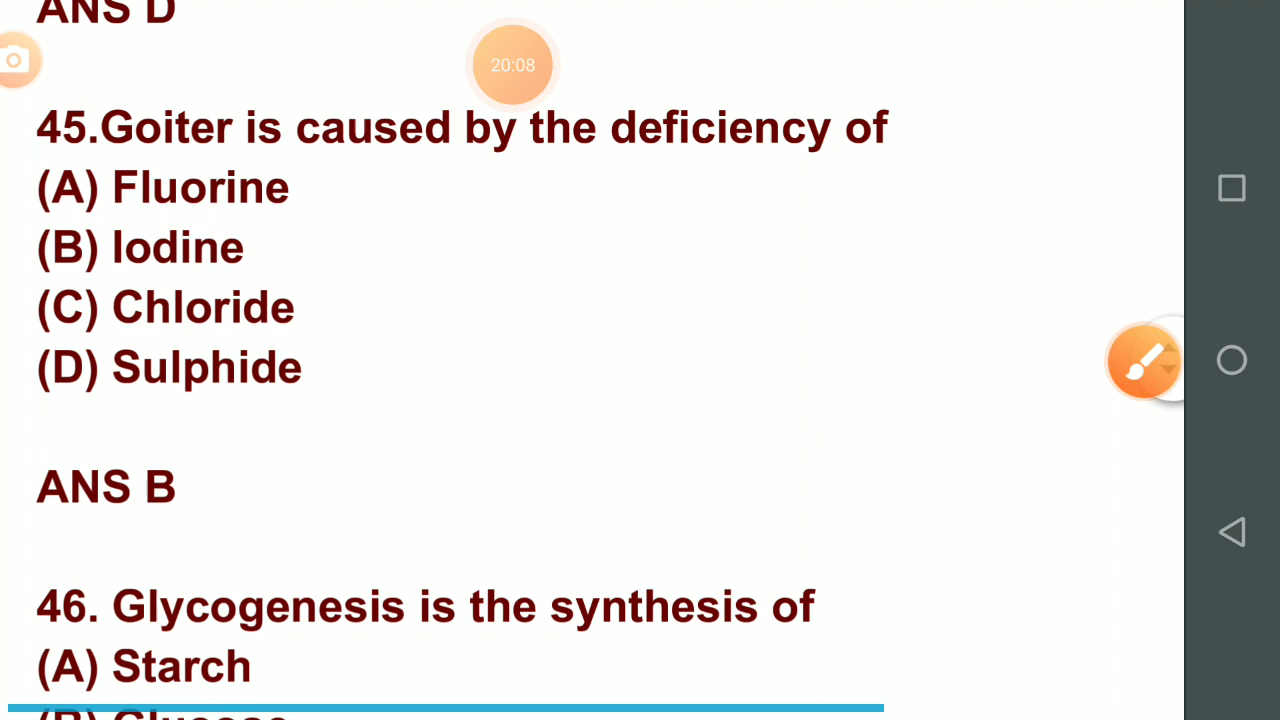 ANS D
20:08
45.Goiter is caused by the deficiency of
(A) Fluorine
(B) Iodine
(C) Chloride
(D) Sulphide
ANS B
46. Glycogenesis is the synthesis of
(A) Starch
(B) Glucose